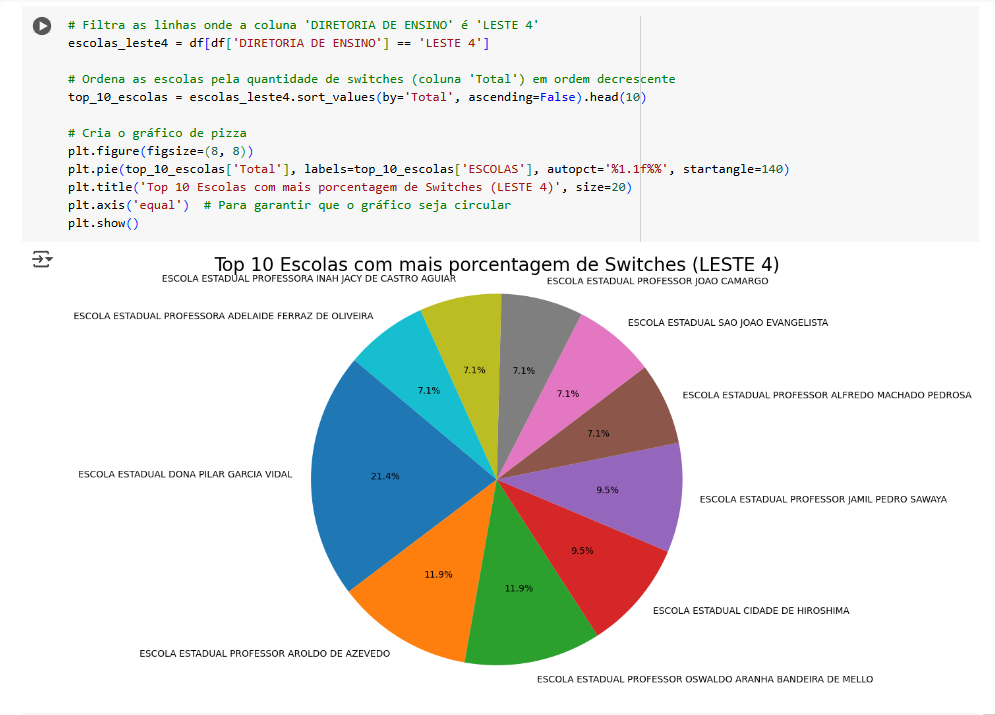 # Filtra as linhas onde a coluna 'DIRETORIA DE ENSINO' é 'LESTE 4'
escolas_leste4 = df[df['DIRETORIA DE ENSINO'] == 'LESTE 4']
# Ordena as escolas pela quantidade de switches (coluna 'Total') em ordem decrescente
top_10_escolas = escolas_leste4.sort_values(by='Total', ascending=False).head(10)
# Cria o gráfico de pizza
plt.figure(figsize=(8, 8))
plt.pie(top_10_escolas['Total'], labels=top_10_escolas['ESCOLAS'], autopct='%1.1f%%', startangle=140)
plt.title('Top 10 Escolas com mais porcentagem de Switches (LESTE 4)', size=20)
plt.axis('equal')  # Para garantir que o gráfico seja circular
plt.show()
Top 10 Escolas com mais porcentagem de Switches (LESTE 4)
ESCOLA ESTADUAL PROFESSORA INAH JACY DE CASTRO AGUIAR
ESCOLA ESTADUAL PROFESSOR JOAO CAMARGO
ESCOLA ESTADUAL PROFESSORA ADELAIDE FERRAZ DE OLIVEIRA
ESCOLA ESTADUAL SAO JOAO EVANGELISTA
7.1%
7.1%
7.1%
7.1%
ESCOLA ESTADUAL PROFESSOR ALFREDO MACHADO PEDROSA
7.1%
ESCOLA ESTADUAL DONA PILAR GARCIA VIDAL
21.4%
9.5%
ESCOLA ESTADUAL PROFESSOR JAMIL PEDRO SAWAYA
9.5%
11.9%
11.9%
ESCOLA ESTADUAL CIDADE DE HIROSHIMA
ESCOLA ESTADUAL PROFESSOR AROLDO DE AZEVEDO
ESCOLA ESTADUAL PROFESSOR OSWALDO ARANHA BANDEIRA DE MELLO